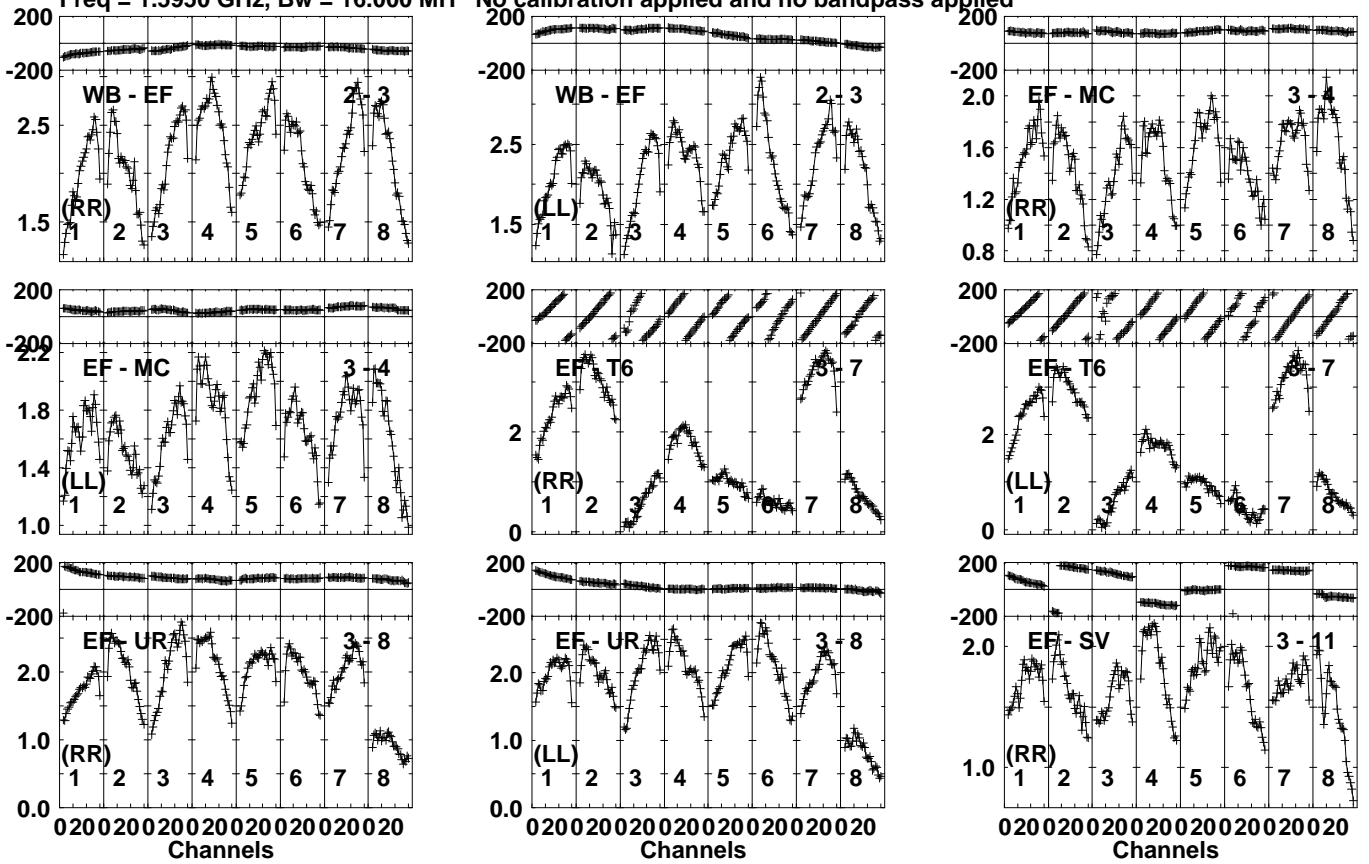 Freq = 1.5950 GHz, Bw = 16.000 MH No calibration applied and no bandpass applied
200 200 200
-200 -200 -200
WB - EF 2 - 3 WB - EF 2 - 3 EF - MC 3 - 4
2.5 2.5 2.0
1.6
1.2
1.5 1.5 0.8
(RR) (LL) (RR)
1 2 3 4 5 6 7 8 1 2 3 4 5 6 7 8 1 2 3 4 5 6 7 8
200 200 200
-200 -200 -200
2.2
EF - MC 3 - 4 EF - T6 3 - 7 EF - T6 3 - 7
1.8 2 2
1.4
(LL) (RR) (LL)
1 2 3 4 5 6 7 8 1 2 3 4 5 6 7 8 1 2 3 4 5 6 7 8
1.0 0 0
200 200 200
-200 -200 -200
EF - UR 3 - 8 EF - UR 3 - 8 EF - SV 3 - 11
2.0 2.0 2.0
1.0 1.0 1.0
(RR) (LL) (RR)
1 2 3 4 5 6 7 8 1 2 3 4 5 6 7 8 1 2 3 4 5 6 7 8
0.0 0.0
0 20 0 20 0 20 0 20 0 20 0 20 0 20 0 20 0 20 0 20 0 20 0 20 0 20 0 20 0 20 0 20 0 20 0 20 0 20 0 20 0 20 0 20 0 20 0 20
Channels Channels Channels